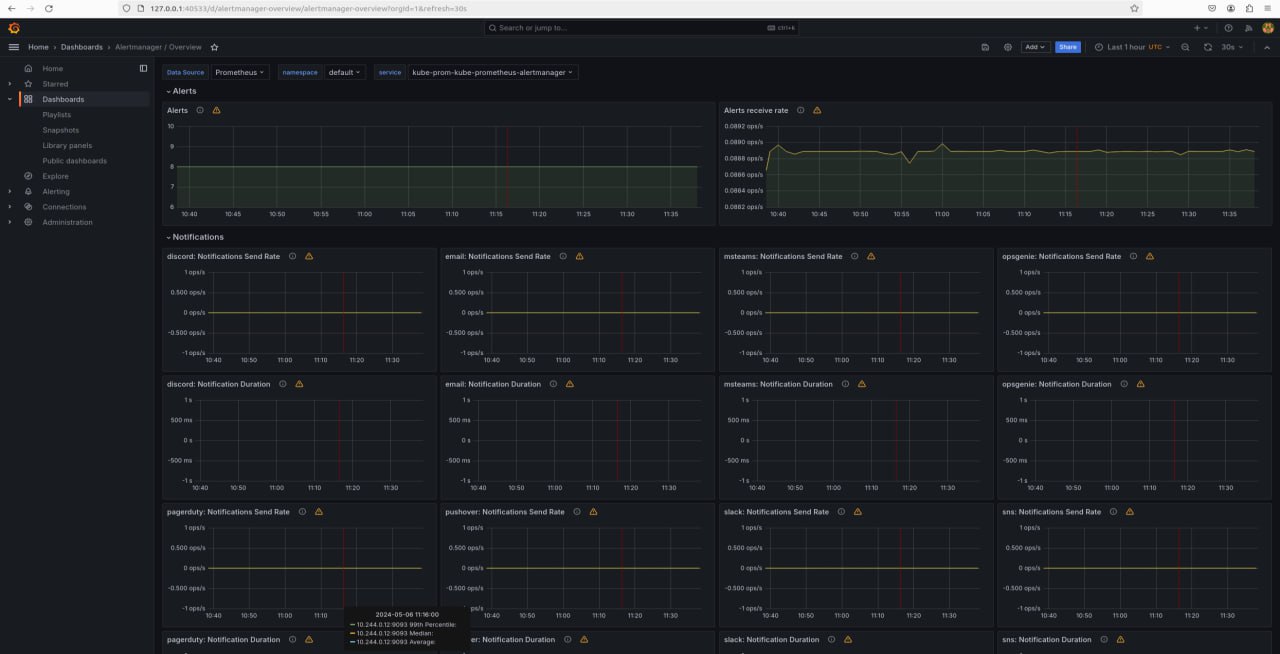 127.0.0.1:40533/d/alertmanager-overview/alertmanager-overview?orgId=1&refresh=30s
Search or jump to...
ctrl+k
Home › Dashboards › Alertmanager / Overview
Add
Share
Last 1 hour UTC
30s
Home
Starred
Dashboards
Playlists
Snapshots
Library panels
Public dashboards
Explore
Alerting
Connections
Administration
Data Source Prometheus namespace default service kube-prom-kube-prometheus-alertmanager
Alerts
Alerts
10
9
8
7
6
10:40 10:45 10:50 10:55 11:00 11:05 11:10 11:15 11:20 11:25 11:30 11:35
Alerts receive rate
0.0892 ops/s
0.0890 ops/s
0.0888 ops/s
0.0886 ops/s
0.0884 ops/s
0.0882 ops/s
10:40 10:45 10:50 10:55 11:00 11:05 11:10 11:15 11:20 11:25 11:30 11:35
Notifications
discord: Notifications Send Rate
1 ops/s
0.500 ops/s
0 ops/s
-0.500 ops/s
-1 ops/s
10:40 10:50 11:00 11:10 11:20 11:30
email: Notifications Send Rate
1 ops/s
0.500 ops/s
0 ops/s
-0.500 ops/s
-1 ops/s
10:40 10:50 11:00 11:10 11:20 11:30
msteams: Notifications Send Rate
1 ops/s
0.500 ops/s
0 ops/s
-0.500 ops/s
-1 ops/s
10:40 10:50 11:00 11:10 11:20 11:30
opsgenie: Notifications Send Rate
1 ops/s
0.500 ops/s
0 ops/s
-0.500 ops/s
-1 ops/s
10:40 10:50 11:00 11:10 11:20 11:30
discord: Notification Duration
1 s
500 ms
0 s
-500 ms
-1 s
10:40 10:50 11:00 11:10 11:20 11:30
email: Notification Duration
1 s
500 ms
0 s
-500 ms
-1 s
10:40 10:50 11:00 11:10 11:20 11:30
msteams: Notification Duration
1 s
500 ms
0 s
-500 ms
-1 s
10:40 10:50 11:00 11:10 11:20 11:30
opsgenie: Notification Duration
1 s
500 ms
0 s
-500 ms
-1 s
10:40 10:50 11:00 11:10 11:20 11:30
pagerduty: Notifications Send Rate
1 ops/s
0.500 ops/s
0 ops/s
-0.500 ops/s
-1 ops/s
10:40 10:50 11:00 11:10
pushover: Notifications Send Rate
1 ops/s
0.500 ops/s
0 ops/s
-0.500 ops/s
ops/s
10:40 10:50 11:00 11:10 11:20 11:30
slack: Notifications Send Rate
1 ops/s
0.500 ops/s
0 ops/s
-0.500 ops/s
-1 ops/s
10:40 10:50 11:00 11:10 11:20 11:30
sns: Notifications Send Rate
1 ops/s
0.500 ops/s
0 ops/s
-0.500 ops/s
-1 ops/s
10:40 10:50 11:00 11:10 11:20 11:30
2024-05-06 11:16:00
10.244.0.12:9093 99th Percentile:
10.244.0.12:9093 Median:
10.244.0.12:9093 Average:
pagerduty: Notification Duration
er: Notification Duration
slack: Notification Duration
sns: Notification Duration